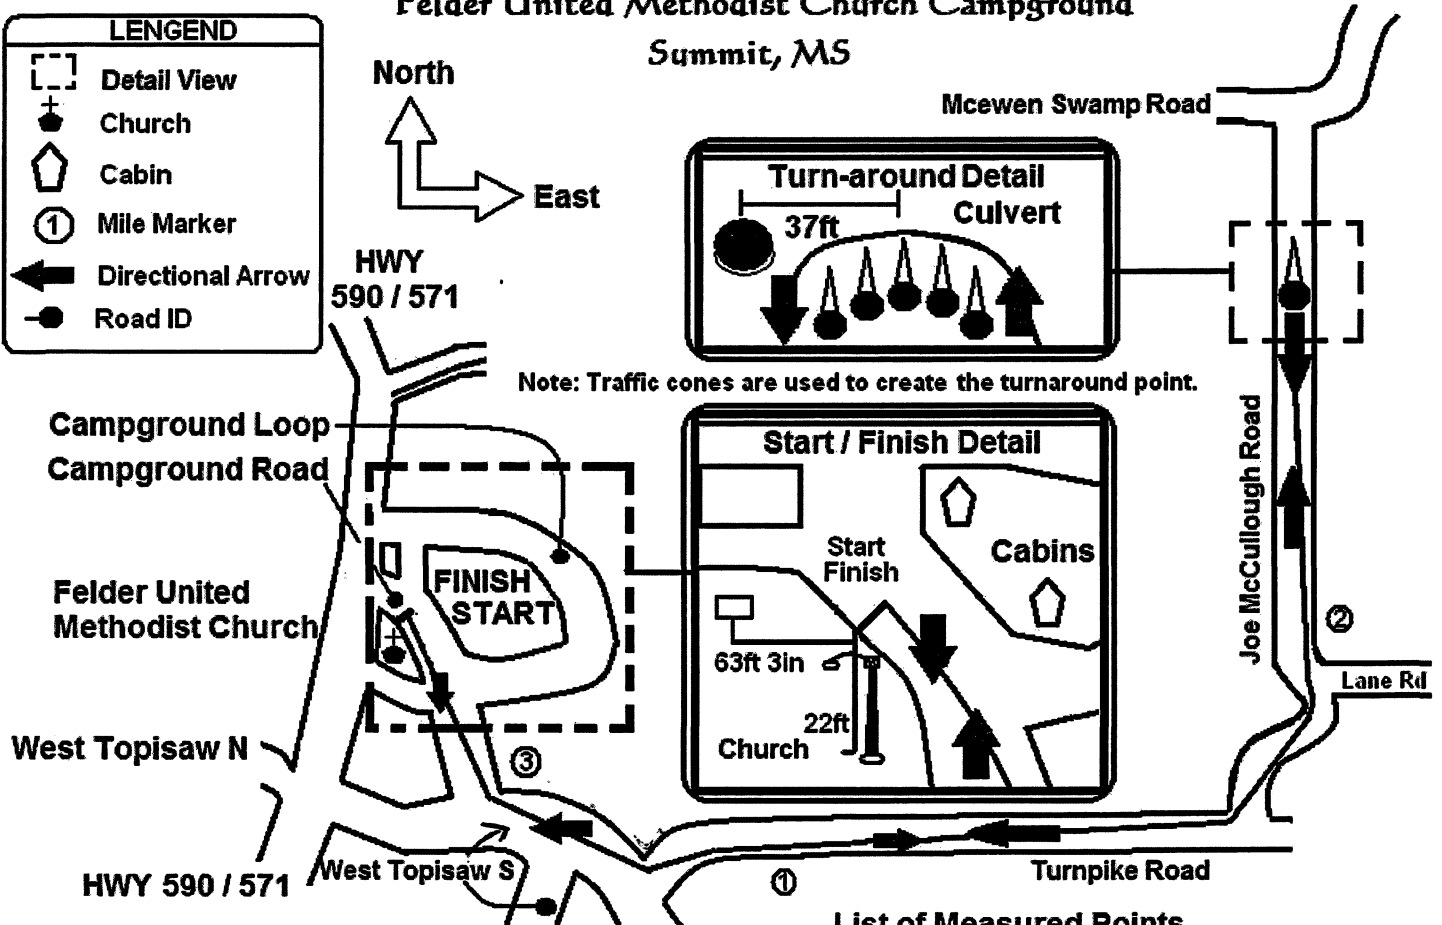 Felder United Methodist Church Campground
Summit, MS
LENGEND
Detail View
Church
Cabin
1 Mile Marker
Directional Arrow
Road ID
North
East
HWY
590 / 571
Mcewen Swamp Road
Turn-around Detail
Culvert
37ft
Note: Traffic cones are used to create the turnaround point.
Campground Loop
Campground Road
Felder United
Methodist Church
FINISH
START
Start / Finish Detail
Start
Finish
Cabins
63ft 3in
22ft
Church
Joe McCullough Road
2
Lane Rd
West Topisaw N
3
HWY 590 / 571
West Topisaw S
1
Turnpike Road
List of Measured Points